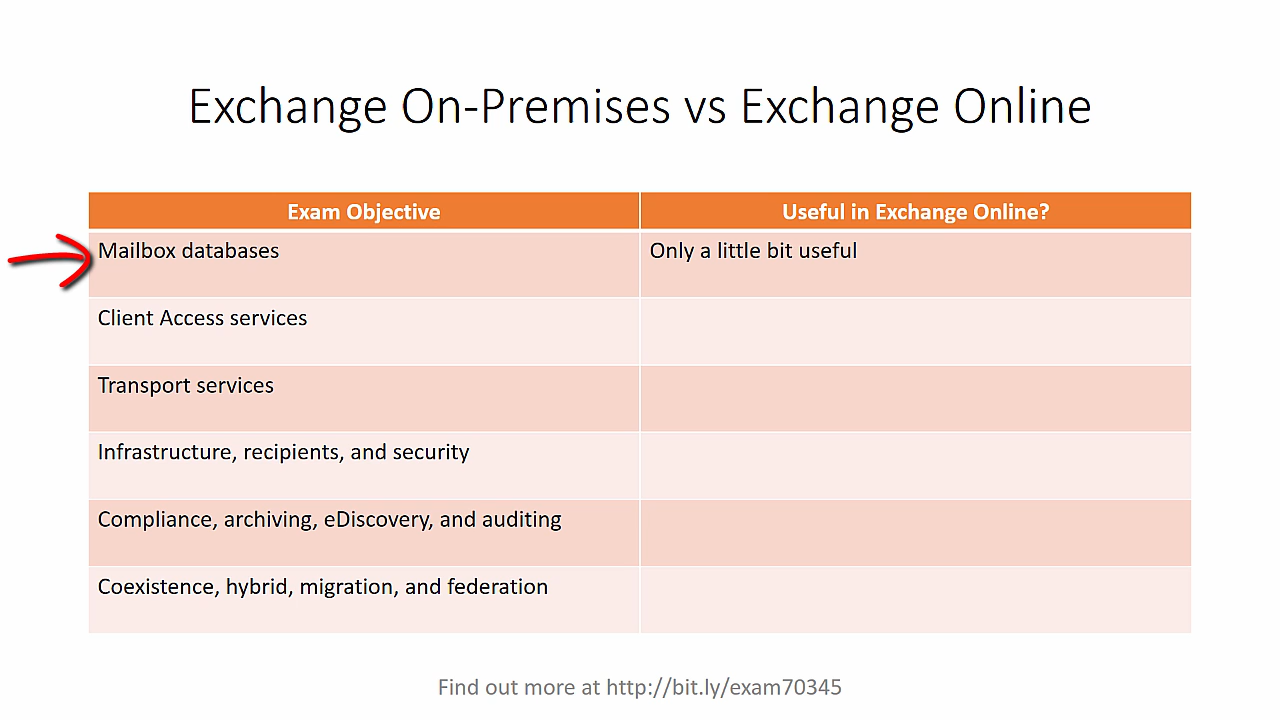 Exchange On-Premises vs Exchange Online
Exam Objective
Useful in Exchange Online?
Mailbox databases
Only a little bit useful
Client Access services
Transport services
Infrastructure, recipients, and security
Compliance, archiving, eDiscovery, and auditing
Coexistence, hybrid, migration, and federation
Find out more at http://bit.ly/exam70345